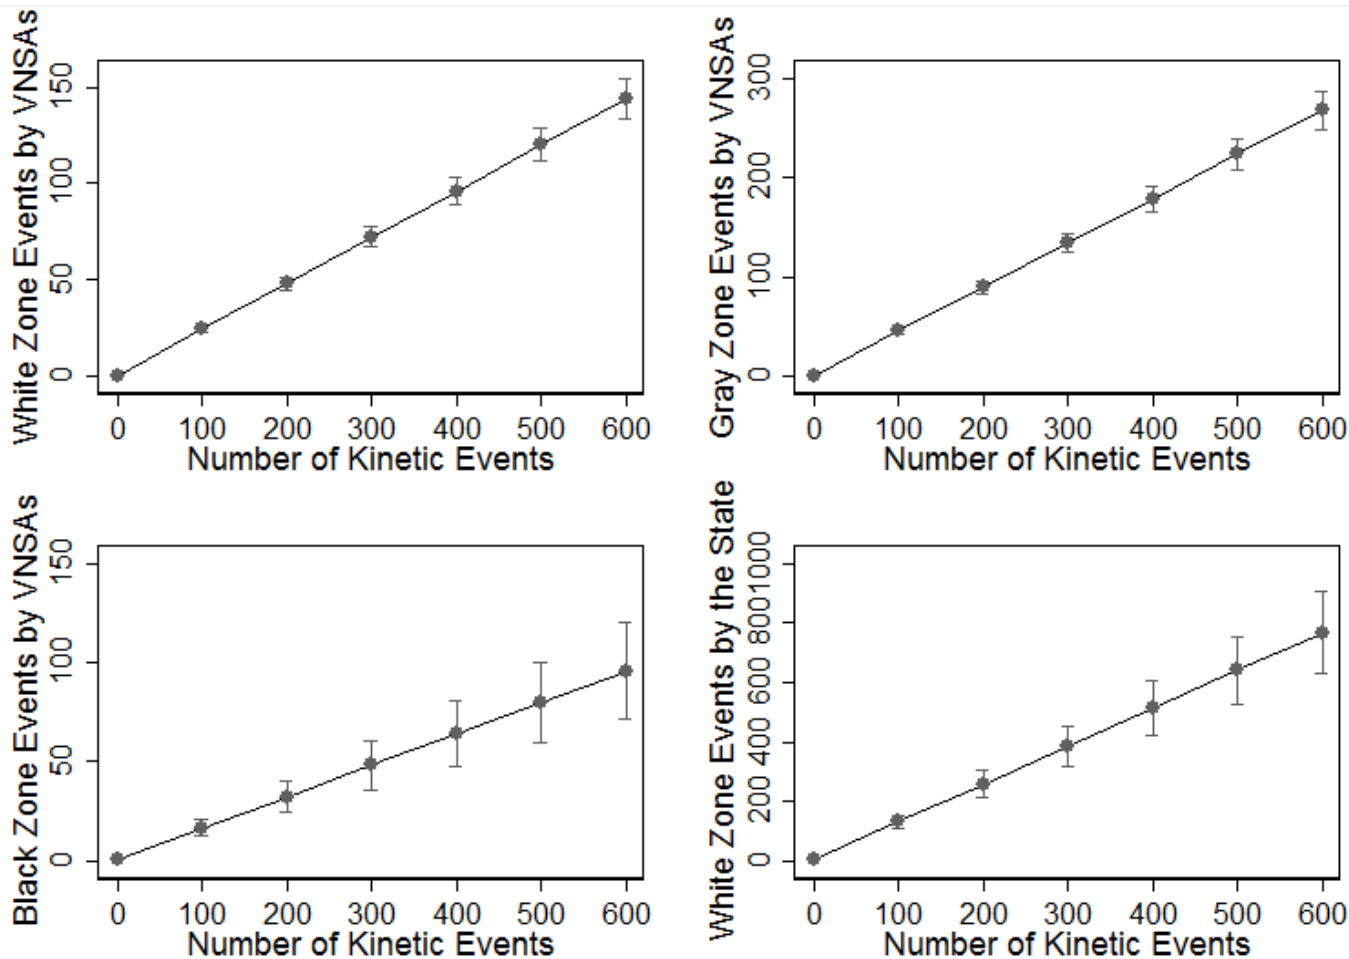 White Zone Events by VNSAs
150
100
50
0
0 100 200 300 400 500 600
Number of Kinetic Events
Gray Zone Events by VNSAs
300
200
100
0
0 100 200 300 400 500 600
Number of Kinetic Events
Black Zone Events by VNSAs
150
100
50
0
0 100 200 300 400 500 600
Number of Kinetic Events
White Zone Events by the State
1000
800
600
400
200
0
0 100 200 300 400 500 600
Number of Kinetic Events